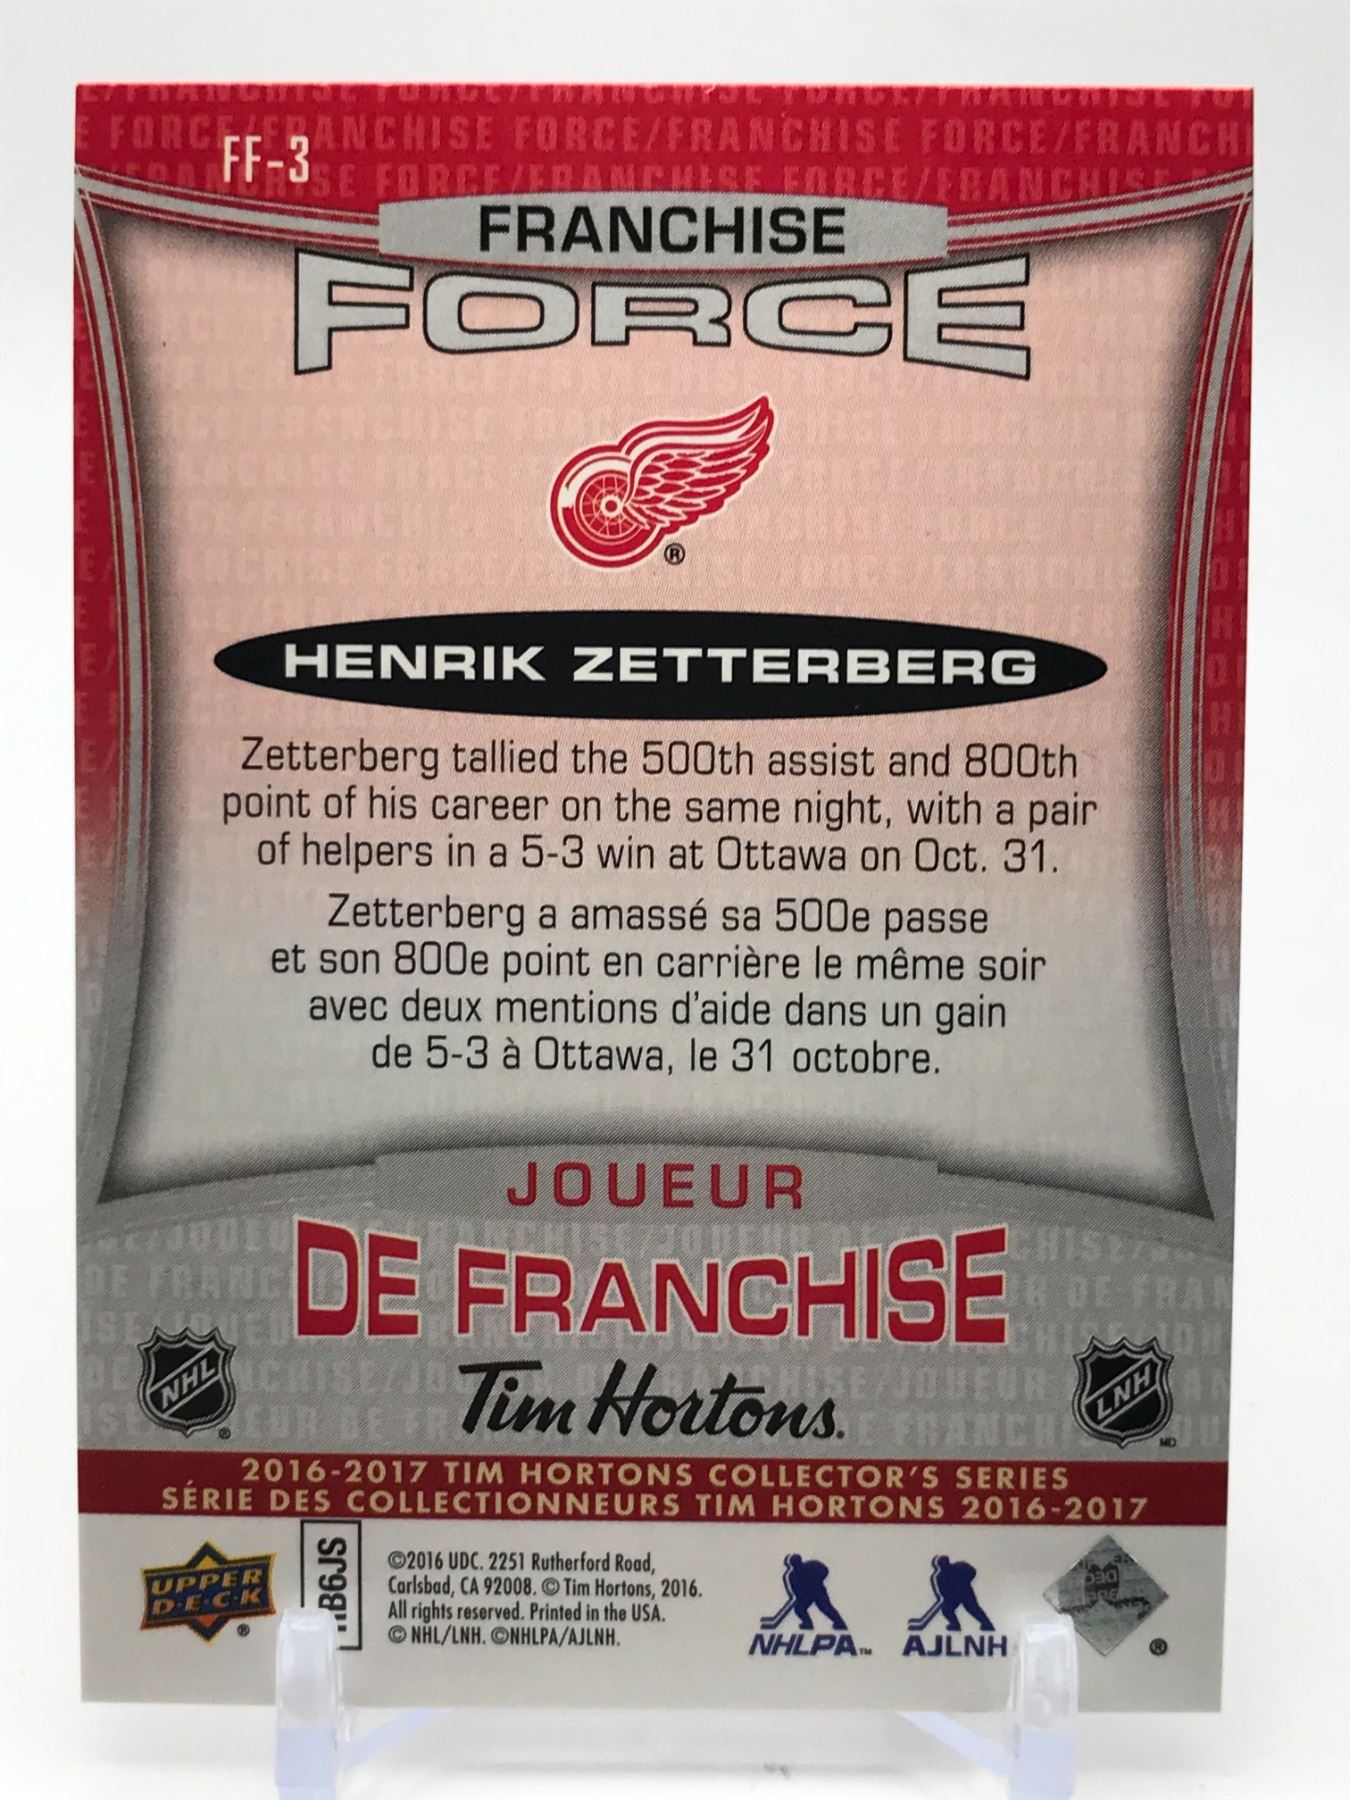 FF-3
FRANCHISE
FORCE
®
HENRIK ZETTERBERG
Zetterberg tallied the 500th assist and 800th
point of his career on the same night, with a pair
of helpers in a 5-3 win at Ottawa on Oct. 31.
Zetterberg a amassé sa 500e passe
et son 800e point en carrière le même soir
avec deux mentions d'aide dans un gain
de 5-3 à Ottawa, le 31 octobre.
JOUEUR
DE FRANCHISE
NHL ®
Tim Hortons.
LNH MD
2016-2017 TIM HORTONS COLLECTOR'S SERIES
SÉRIE DES COLLECTIONNEURS TIM HORTONS 2016-2017
UPPER
D·E·C·K ®
©2016 UDC. 2251 Rutherford Road,
Carlsbad, CA 92008. © Tim Hortons, 2016.
All rights reserved. Printed in the USA.
© NHL/LNH. ©NHLPA/AJLNH.
NHLPA™
AJLNH
®